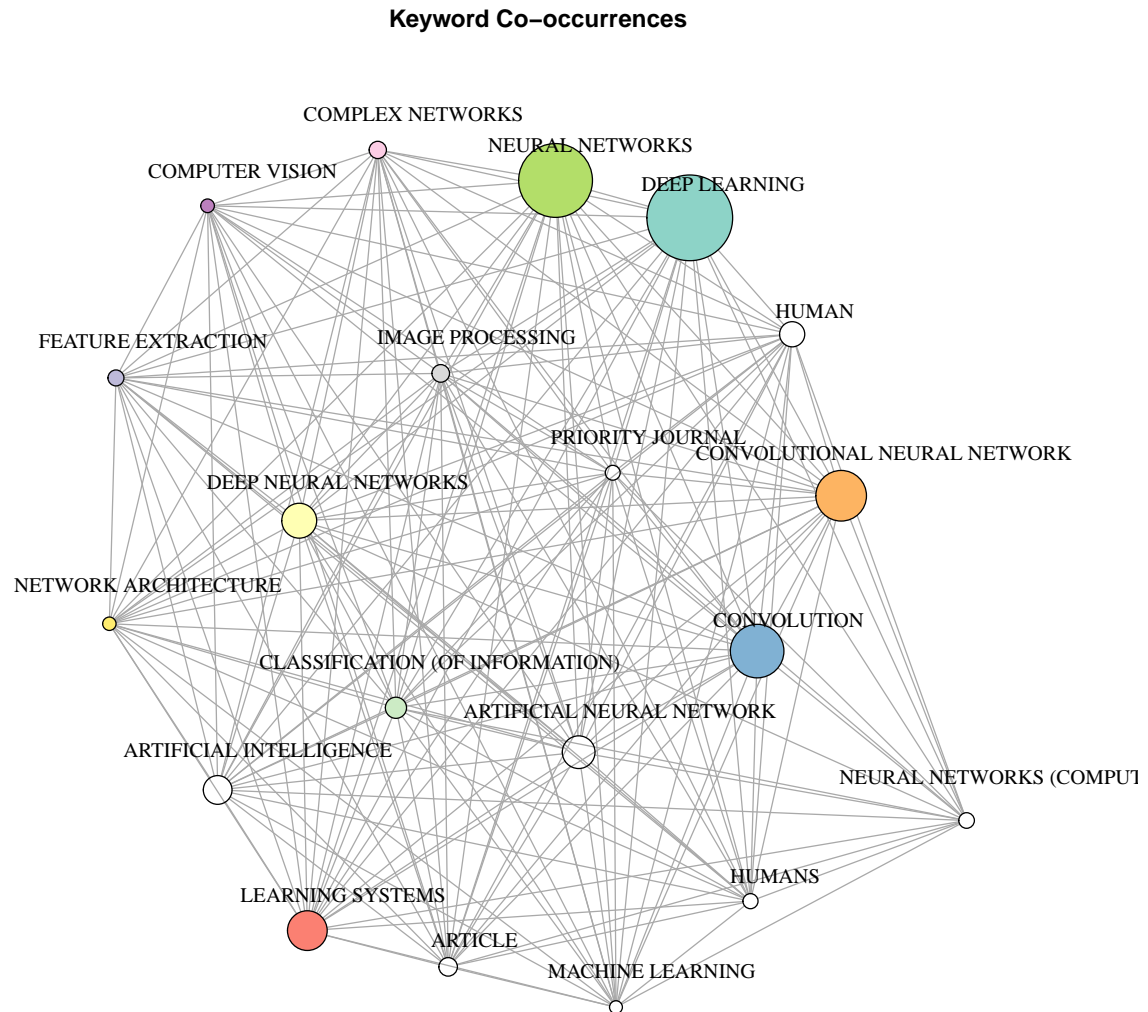 Keyword Co−occurrences
COMPLEX NETWORKS
NEURAL NETWORKS
COMPUTER VISION
DEEP LEARNING
HUMAN
FEATURE EXTRACTION
IMAGE PROCESSING
PRIORITY JOURNAL
CONVOLUTIONAL NEURAL NETWORK
DEEP NEURAL NETWORKS
NETWORK ARCHITECTURE
CONVOLUTION
CLASSIFICATION (OF INFORMATION)
ARTIFICIAL NEURAL NETWORK
ARTIFICIAL INTELLIGENCE
NEURAL NETWORKS (COMPUT
HUMANS
LEARNING SYSTEMS
ARTICLE
MACHINE LEARNING